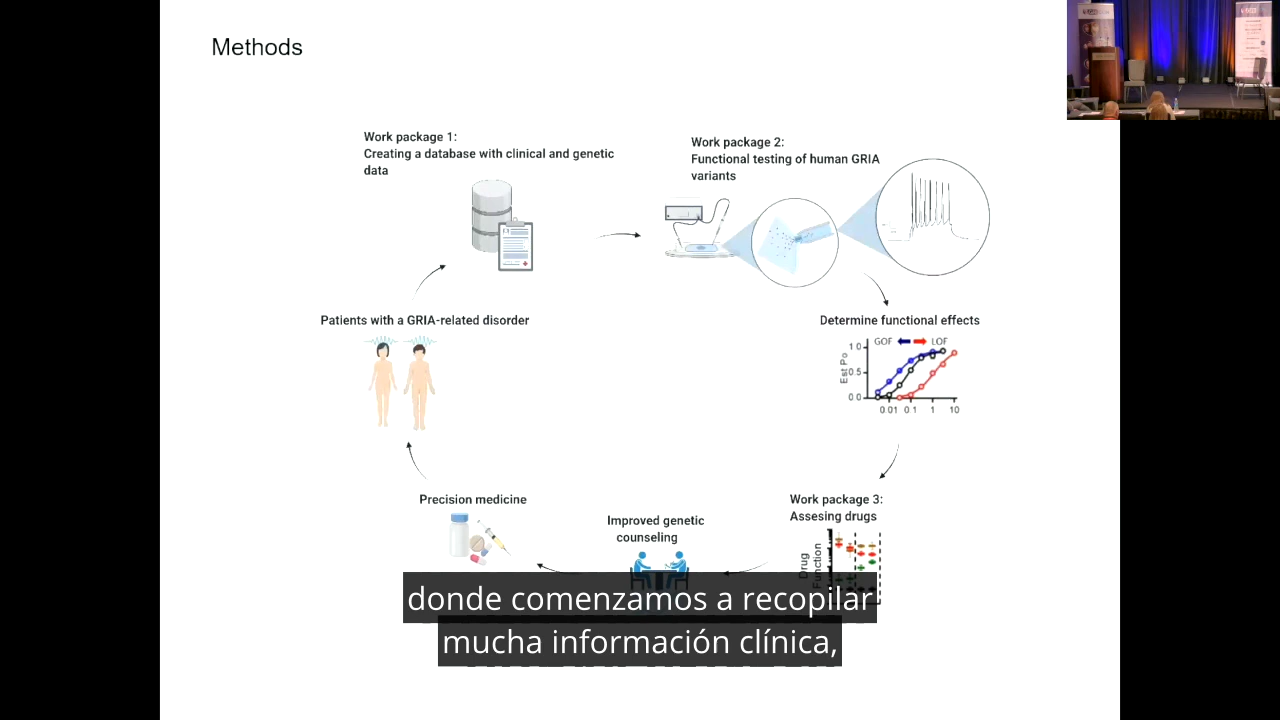 Methods
Work package 1:
Creating a database with clinical and genetic
data
Work package 2:
Functional testing of human GRIA
variants
Patients with a GRIA-related disorder
Determine functional effects
GOF LOF
Est Po
1 0
0.5
0.0
0 01 0.1 1 10
Precision medicine
Improved genetic
counseling
Work package 3:
Assesing drugs
Drug
Function
donde comenzamos a recopilar
mucha información clínica,